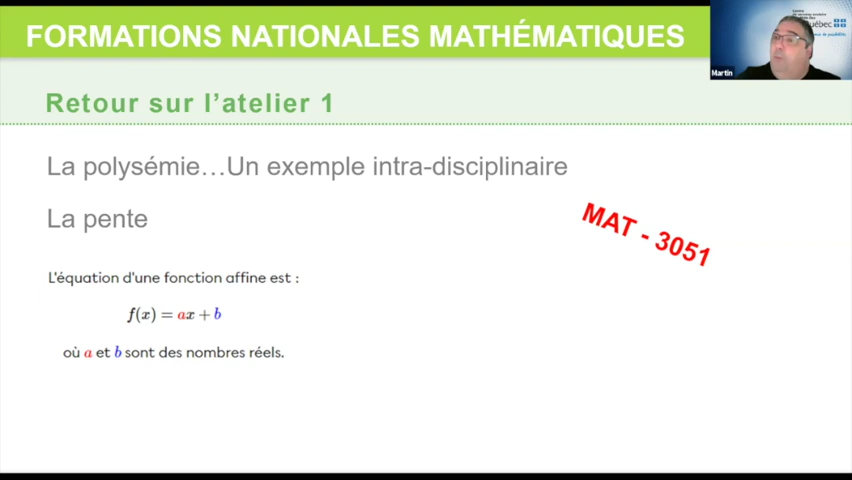 FORMATIONS NATIONALES MATHÉMATIQUES
Martin
Québec
Retour sur l'atelier 1
La polysémie…Un exemple intra-disciplinaire
La pente
MAT - 3051
L'équation d'une fonction affine est :
f(x) = ax + b
où a et b sont des nombres réels.